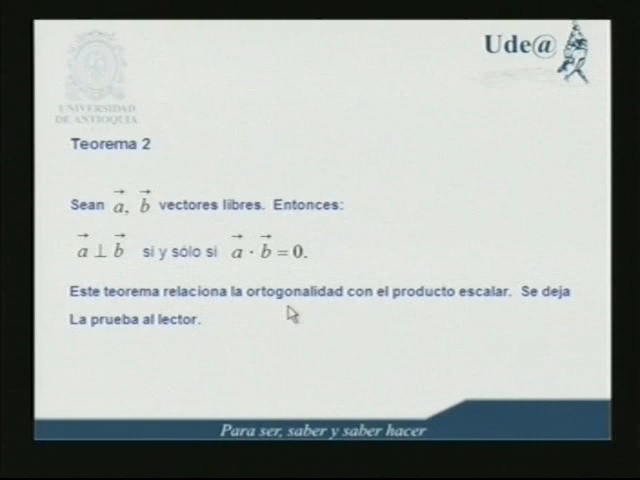 Ude@
UNIVERSIDAD
DE ANTIOQUIA
Teorema 2
Sean a⃗, b⃗ vectores libres. Entonces:
a⃗ ⊥ b⃗ si y sólo si a⃗ · b⃗ = 0.
Este teorema relaciona la ortogonalidad con el producto escalar. Se deja
La prueba al lector.
Para ser, saber y saber hacer